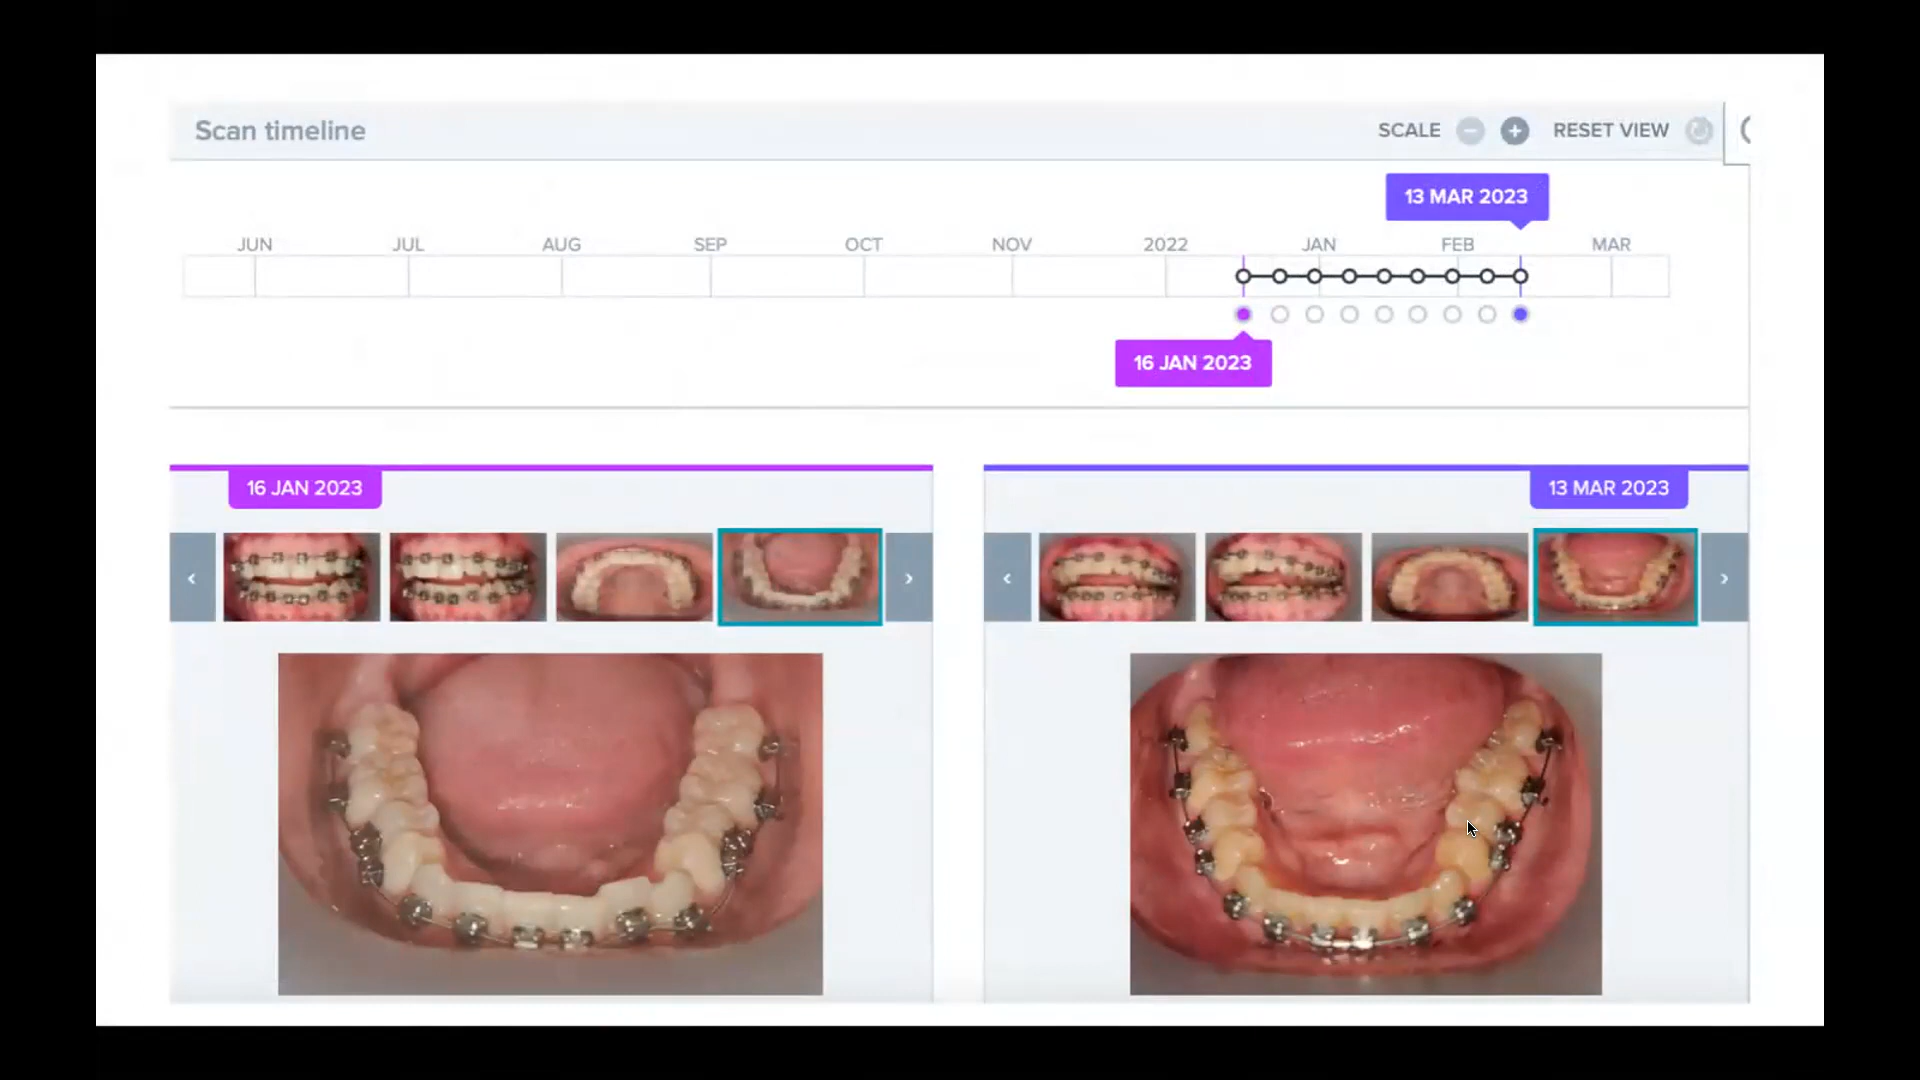 Scan timeline SCALE RESET VIEW
13 MAR 2023
JUN JUL AUG SEP OCT NOV 2022 JAN FEB MAR
16 JAN 2023
16 JAN 2023 13 MAR 2023